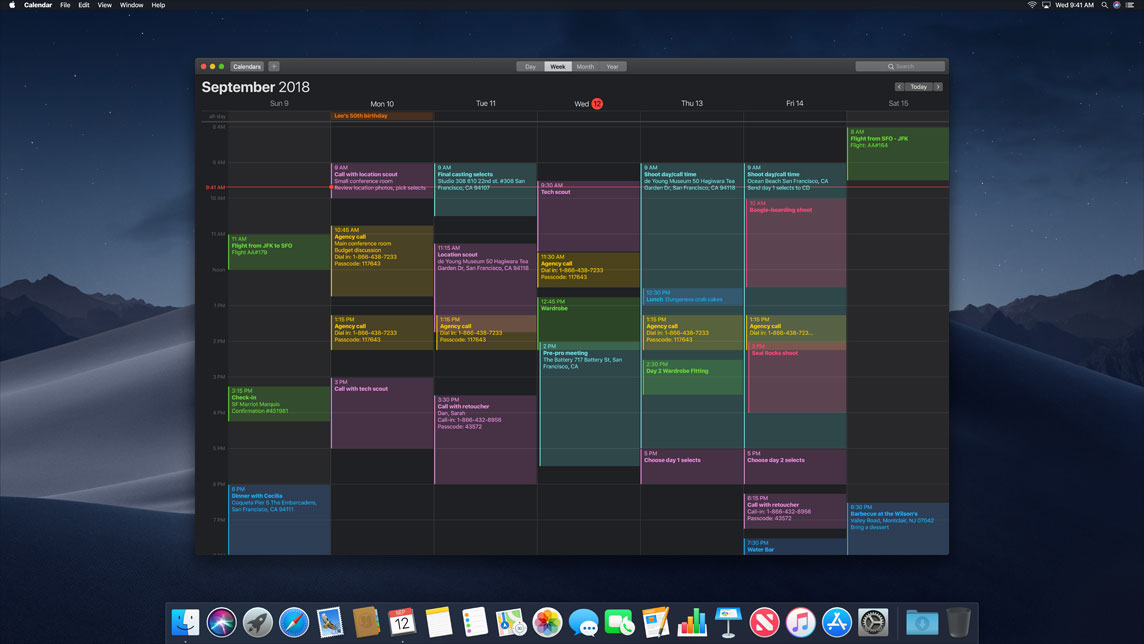 Calendar File Edit View Window Help
Wed 9:41 AM
Calendars
+
Day Week Month Year
Search
September 2018
Today
Sun 9 Mon 10 Tue 11 Wed 12 Thu 13 Fri 14 Sat 15
all-day
Lee's 50th birthday
8 AM
9 AM
9:41 AM
10 AM
11 AM
Noon
1 PM
2 PM
3 PM
4 PM
5 PM
6 PM
7 PM
11 AM
Flight from JFK to SFO
Flight AA#179
3:15 PM
Check-in
SF Marriot Marquis
Confirmation #451981
6 PM
Dinner with Cecilia
Coqueta Pier 5 The Embarcadero,
San Francisco, CA 94111
9 AM
Call with location scout
Small conference room
Review location photos, pick selects
10:45 AM
Agency call
Main conference room
Budget discussion
Dial in: 1-866-438-7233
Passcode: 117643
1:15 PM
Agency call
Dial in: 1-866-438-7233
Passcode: 117643
3 PM
Call with tech scout
9 AM
Final casting selects
Studio 308 610 22nd st. #308 San
Francisco, CA 94107
11:15 AM
Location scout
de Young Museum 50 Hagiwara Tea
Garden Dr, San Francisco, CA 94118
1:15 PM
Agency call
Dial in: 1-866-438-7233
Passcode: 117643
3:30 PM
Call with retoucher
Dan, Sarah
Call-in: 1-866-432-8956
Passcode: 43572
9:30 AM
Tech scout
11:30 AM
Agency call
Dial in: 1-866-438-7233
Passcode: 117643
12:45 PM
Wardrobe
2 PM
Pre-pro meeting
The Battery 717 Battery St, San
Francisco, CA
9 AM
Shoot day/call time
de Young Museum 50 Hagiwara Tea
Garden Dr, San Francisco, CA 94118
12:30 PM
Lunch Dungeness crab cakes
1:15 PM
Agency call
Dial in: 1-866-438-7233
Passcode: 117643
2:30 PM
Day 2 Wardrobe Fitting
5 PM
Choose day 1 selects
9 AM
Shoot day/call time
Ocean Beach San Francisco, CA
Send day 1 selects to CD
10 AM
Boogie-boarding shoot
1:15 PM
Agency call
Dial in: 1-866-438-723...
2 PM
Seal Rocks shoot
5 PM
Choose day 2 selects
6:15 PM
Call with retoucher
Call-in: 1-866-432-8956
Passcode: 43572
7:30 PM
Water Bar
8 AM
Flight from SFO - JFK
Flight: AA#164
6:30 PM
Barbecue at the Wilson's
Valley Road, Montclair, NJ 07042
Bring a dessert
SEP
12